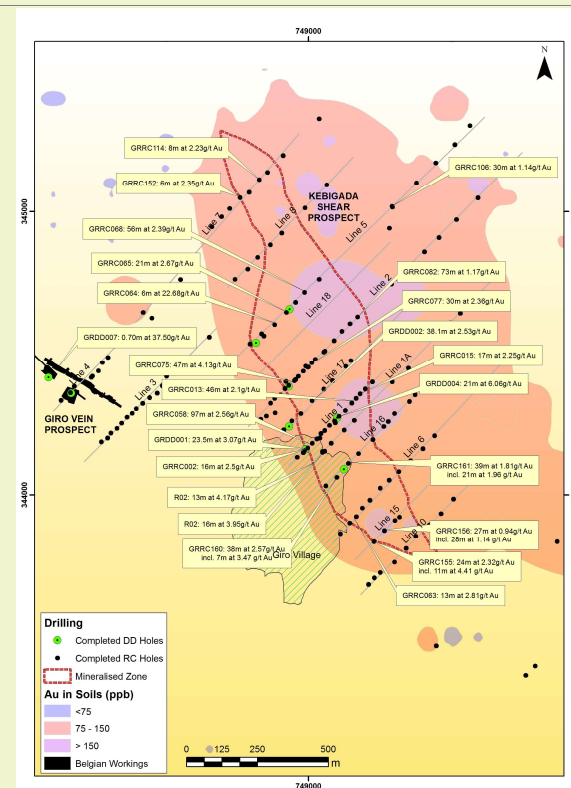 749000
N
GRRC114: 8m at 2.23g/t Au
GRRC152: 6m at 2.35g/t Au
GRRC106: 30m at 1.14g/t Au
KEBIGADA
SHEAR
PROSPECT
345000
Line 7
Line 8
Line 5
GRRC068: 56m at 2.39g/t Au
GRRC065: 21m at 2.67g/t Au
GRRC064: 6m at 22.68g/t Au
Line 2
Line 18
GRRC082: 73m at 1.17g/t Au
GRRC077: 30m at 2.36g/t Au
GRDD002: 38.1m at 2.53g/t Au
GRDD007: 0.70m at 37.50g/t Au
GRRC075: 47m at 4.13g/t Au
GRRC015: 17m at 2.25g/t Au
Line 4
Line 3
Line 17
Line 1A
GRRC013: 46m at 2.1g/t Au
GRDD004: 21m at 6.06g/t Au
GIRO VEIN
PROSPECT
Line 1
Line 16
Line 6
GRRC058: 97m at 2.56g/t Au
GRDD001: 23.5m at 3.07g/t Au
GRRC002: 16m at 2.5g/t Au
GRRC161: 39m at 1.81g/t Au
incl. 21m at 1.96 g/t Au
R02: 13m at 4.17g/t Au
344000
R02: 16m at 3.95g/t Au
Line 15
Line 10
GRRC156: 27m at 0.94g/t Au
incl. 28m at 1.14 g/t Au
GRRC160: 38m at 2.57g/t Au
incl. 7m at 3.47 g/t Au
Giro Village
GRRC155: 24m at 2.32g/t Au
incl. 11m at 4.41 g/t Au
GRRC063: 13m at 2.81g/t Au
Drilling
Completed DD Holes
Completed RC Holes
Mineralised Zone
Au in Soils (ppb)
<75
75 - 150
> 150
Belgian Workings
0 125 250 500
m
749000
345000
344000